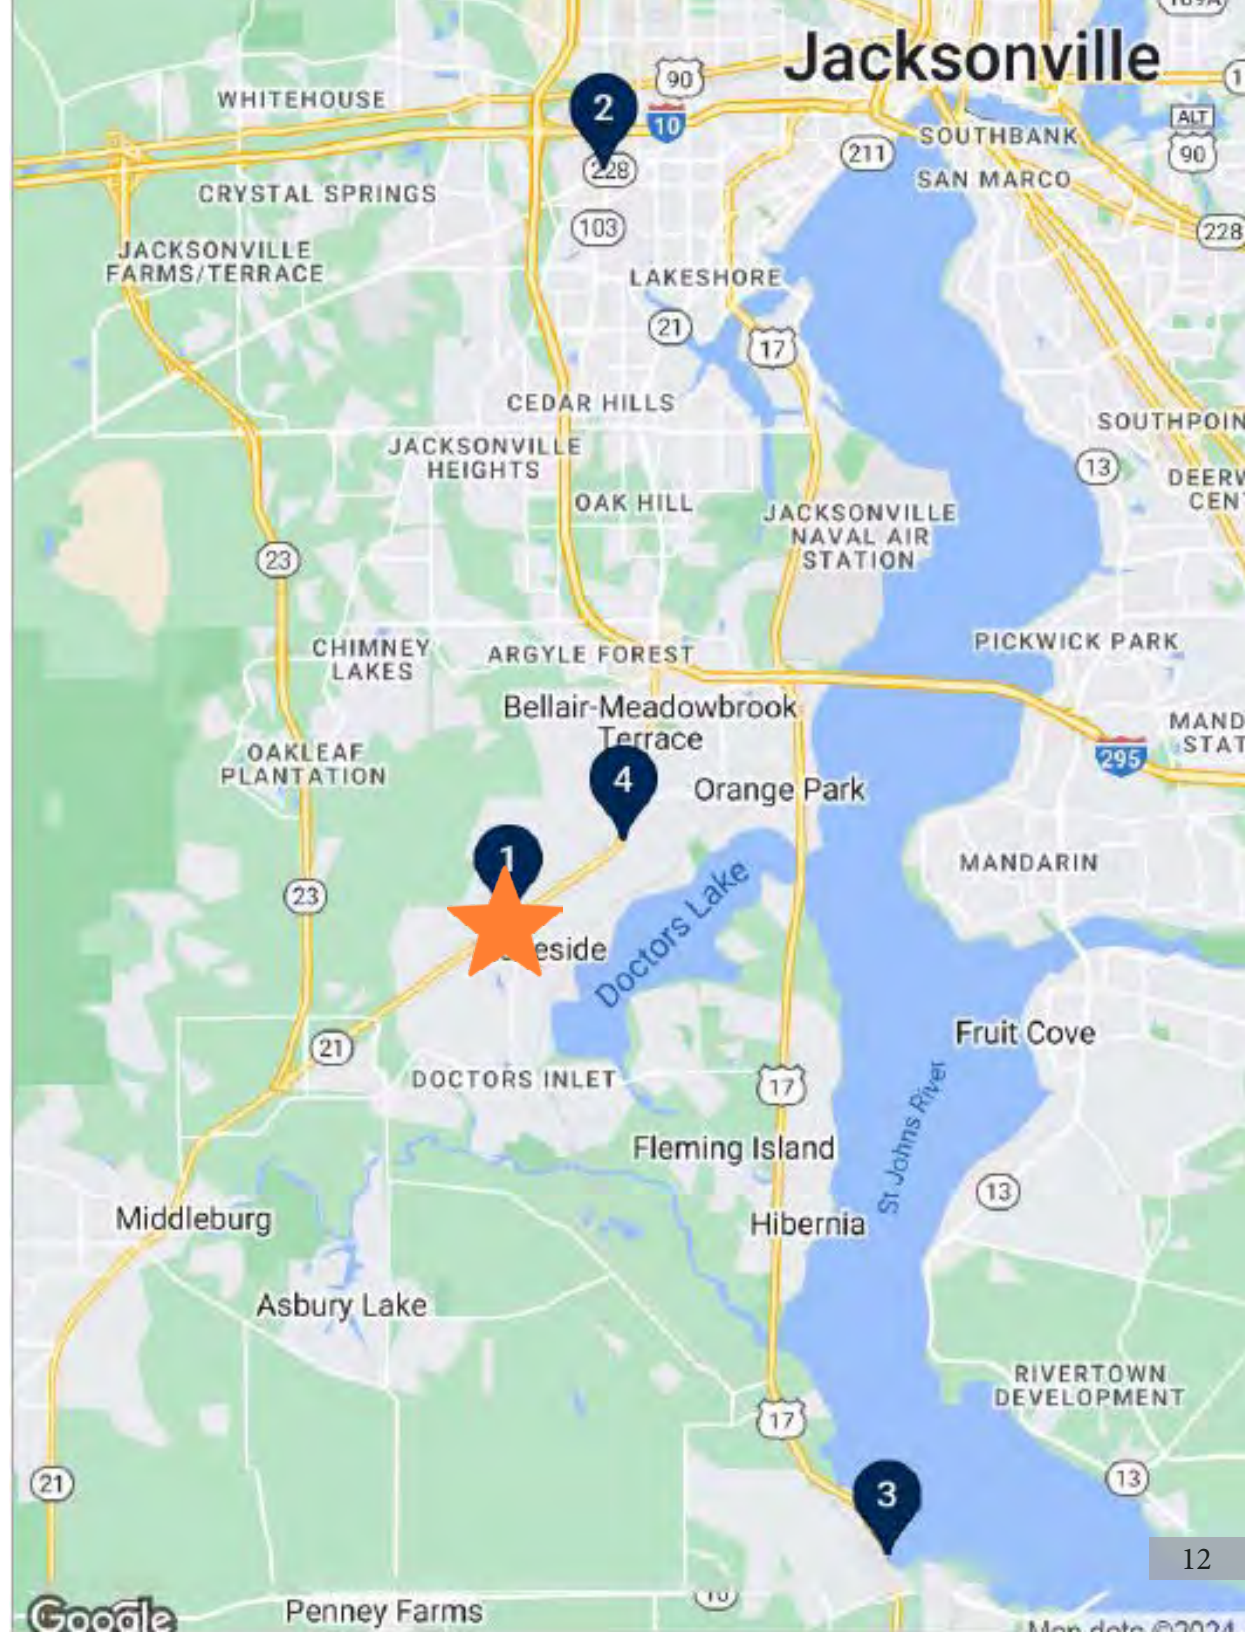 Jacksonville
90
WHITEHOUSE
2
10
ALT
90
SOUTHBANK
211
228
SAN MARCO
CRYSTAL SPRINGS
103
228
JACKSONVILLE
FARMS/TERRACE
LAKESHORE
21
17
CEDAR HILLS
SOUTHPOIN
JACKSONVILLE
HEIGHTS
13
DEERW
CEN
OAK HILL
JACKSONVILLE
NAVAL AIR
STATION
23
CHIMNEY
LAKES
ARGYLE FOREST
PICKWICK PARK
Bellair-Meadowbrook
Terrace
MAND
STAT
295
OAKLEAF
PLANTATION
4
Orange Park
1
MANDARIN
23
Doctors Lake
eside
Fruit Cove
21
DOCTORS INLET
17
St Johns River
Fleming Island
13
Middleburg
Hibernia
Asbury Lake
RIVERTOWN
DEVELOPMENT
17
21
13
3
12
Penney Farms
Google